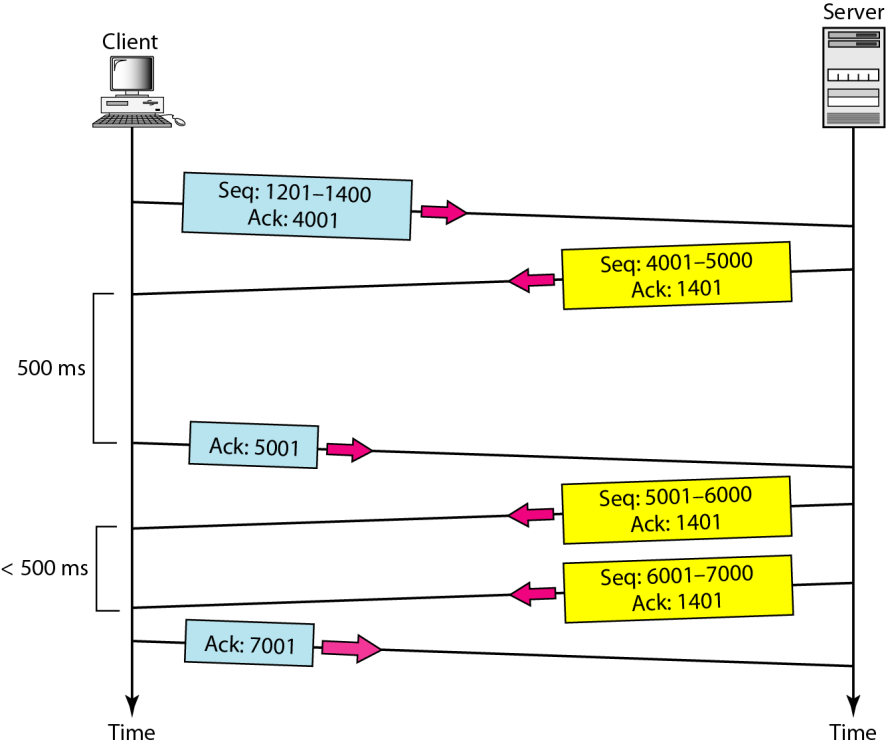 Server
Client
Seq: 1201–1400
Ack: 4001
Seq: 4001–5000
Ack: 1401
500 ms
Ack: 5001
Seq: 5001–6000
Ack: 1401
< 500 ms
Seq: 6001–7000
Ack: 1401
Ack: 7001
Time
Time